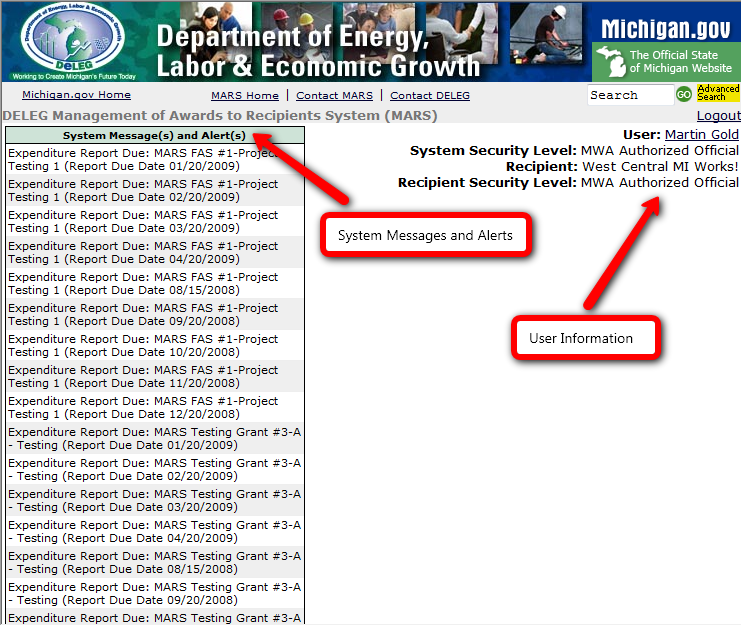 Department of Energy, Labor & Economic Growth
DeLEG
Working to Create Michigan's Future Today
Department of Energy,
Labor & Economic Growth
Michigan.gov
The Official State
of Michigan Website
Michigan.gov Home
MARS Home | Contact MARS | Contact DELEG
Search
GO
Advanced
Search
DELEG Management of Awards to Recipients System (MARS)
Logout
System Message(s) and Alert(s)
User: Martin Gold
System Security Level: MWA Authorized Official
Recipient: West Central MI Works!
Recipient Security Level: MWA Authorized Official
Expenditure Report Due: MARS FAS #1-Project
Testing 1 (Report Due Date 01/20/2009)
Expenditure Report Due: MARS FAS #1-Project
Testing 1 (Report Due Date 02/20/2009)
Expenditure Report Due: MARS FAS #1-Project
Testing 1 (Report Due Date 03/20/2009)
Expenditure Report Due: MARS FAS #1-Project
Testing 1 (Report Due Date 04/20/2009)
Expenditure Report Due: MARS FAS #1-Project
Testing 1 (Report Due Date 08/15/2008)
Expenditure Report Due: MARS FAS #1-Project
Testing 1 (Report Due Date 09/20/2008)
Expenditure Report Due: MARS FAS #1-Project
Testing 1 (Report Due Date 10/20/2008)
Expenditure Report Due: MARS FAS #1-Project
Testing 1 (Report Due Date 11/20/2008)
Expenditure Report Due: MARS FAS #1-Project
Testing 1 (Report Due Date 12/20/2008)
Expenditure Report Due: MARS Testing Grant #3-A
- Testing (Report Due Date 01/20/2009)
Expenditure Report Due: MARS Testing Grant #3-A
- Testing (Report Due Date 02/20/2009)
Expenditure Report Due: MARS Testing Grant #3-A
- Testing (Report Due Date 03/20/2009)
Expenditure Report Due: MARS Testing Grant #3-A
- Testing (Report Due Date 04/20/2009)
Expenditure Report Due: MARS Testing Grant #3-A
- Testing (Report Due Date 08/15/2008)
Expenditure Report Due: MARS Testing Grant #3-A
- Testing (Report Due Date 09/20/2008)
Expenditure Report Due: MARS Testing Grant #3-A
System Messages and Alerts
User Information